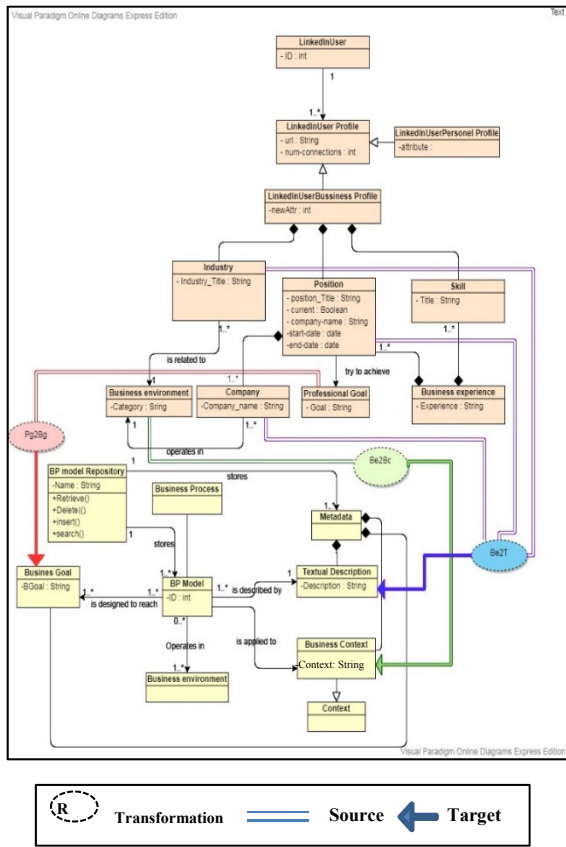 Visual Paradigm Online Diagrams Express Edition
Text
LinkedInUser
- ID : int
1
1..*
LinkedInUser Profile
- url : String
- num-connections : int
LinkedInUserPersonel Profile
-attribute :
LinkedInUserBussiness Profile
-newAttr : int
Industry
- Industry_Title : String
Position
- position_Title : String
- current : Boolean
- company-name : String
-start-date : date
-end-date : date
Skill
- Title : String
1..*
1..*
1..*
is related to
try to achieve
1
1..*
Business environment
-Category : Sring
Company
-Company_name : String
Professional Goal
- Goal : String
Business experience
- Experience : String
1
1..*
operates in
Pg2Bg
Be2Bc
Be2T
BP model Repository
-Name : String
+Retrieve()
+Delete(()
+insert()
+search()
1
stores
1..*
Business Process
Metadata
1
stores
1..*
Busines Goal
-BGoal : String
1..*
is designed to reach
1..*
BP Model
-ID : int
0..*
1..*
is described by
1
Textual Description
-Description : String
Operates in
1..*
is applied to
Business Context
-Context: String
Business environment
Context
Visual Paradigm Online Diagrams Express Edition
R
Transformation
Source
Target